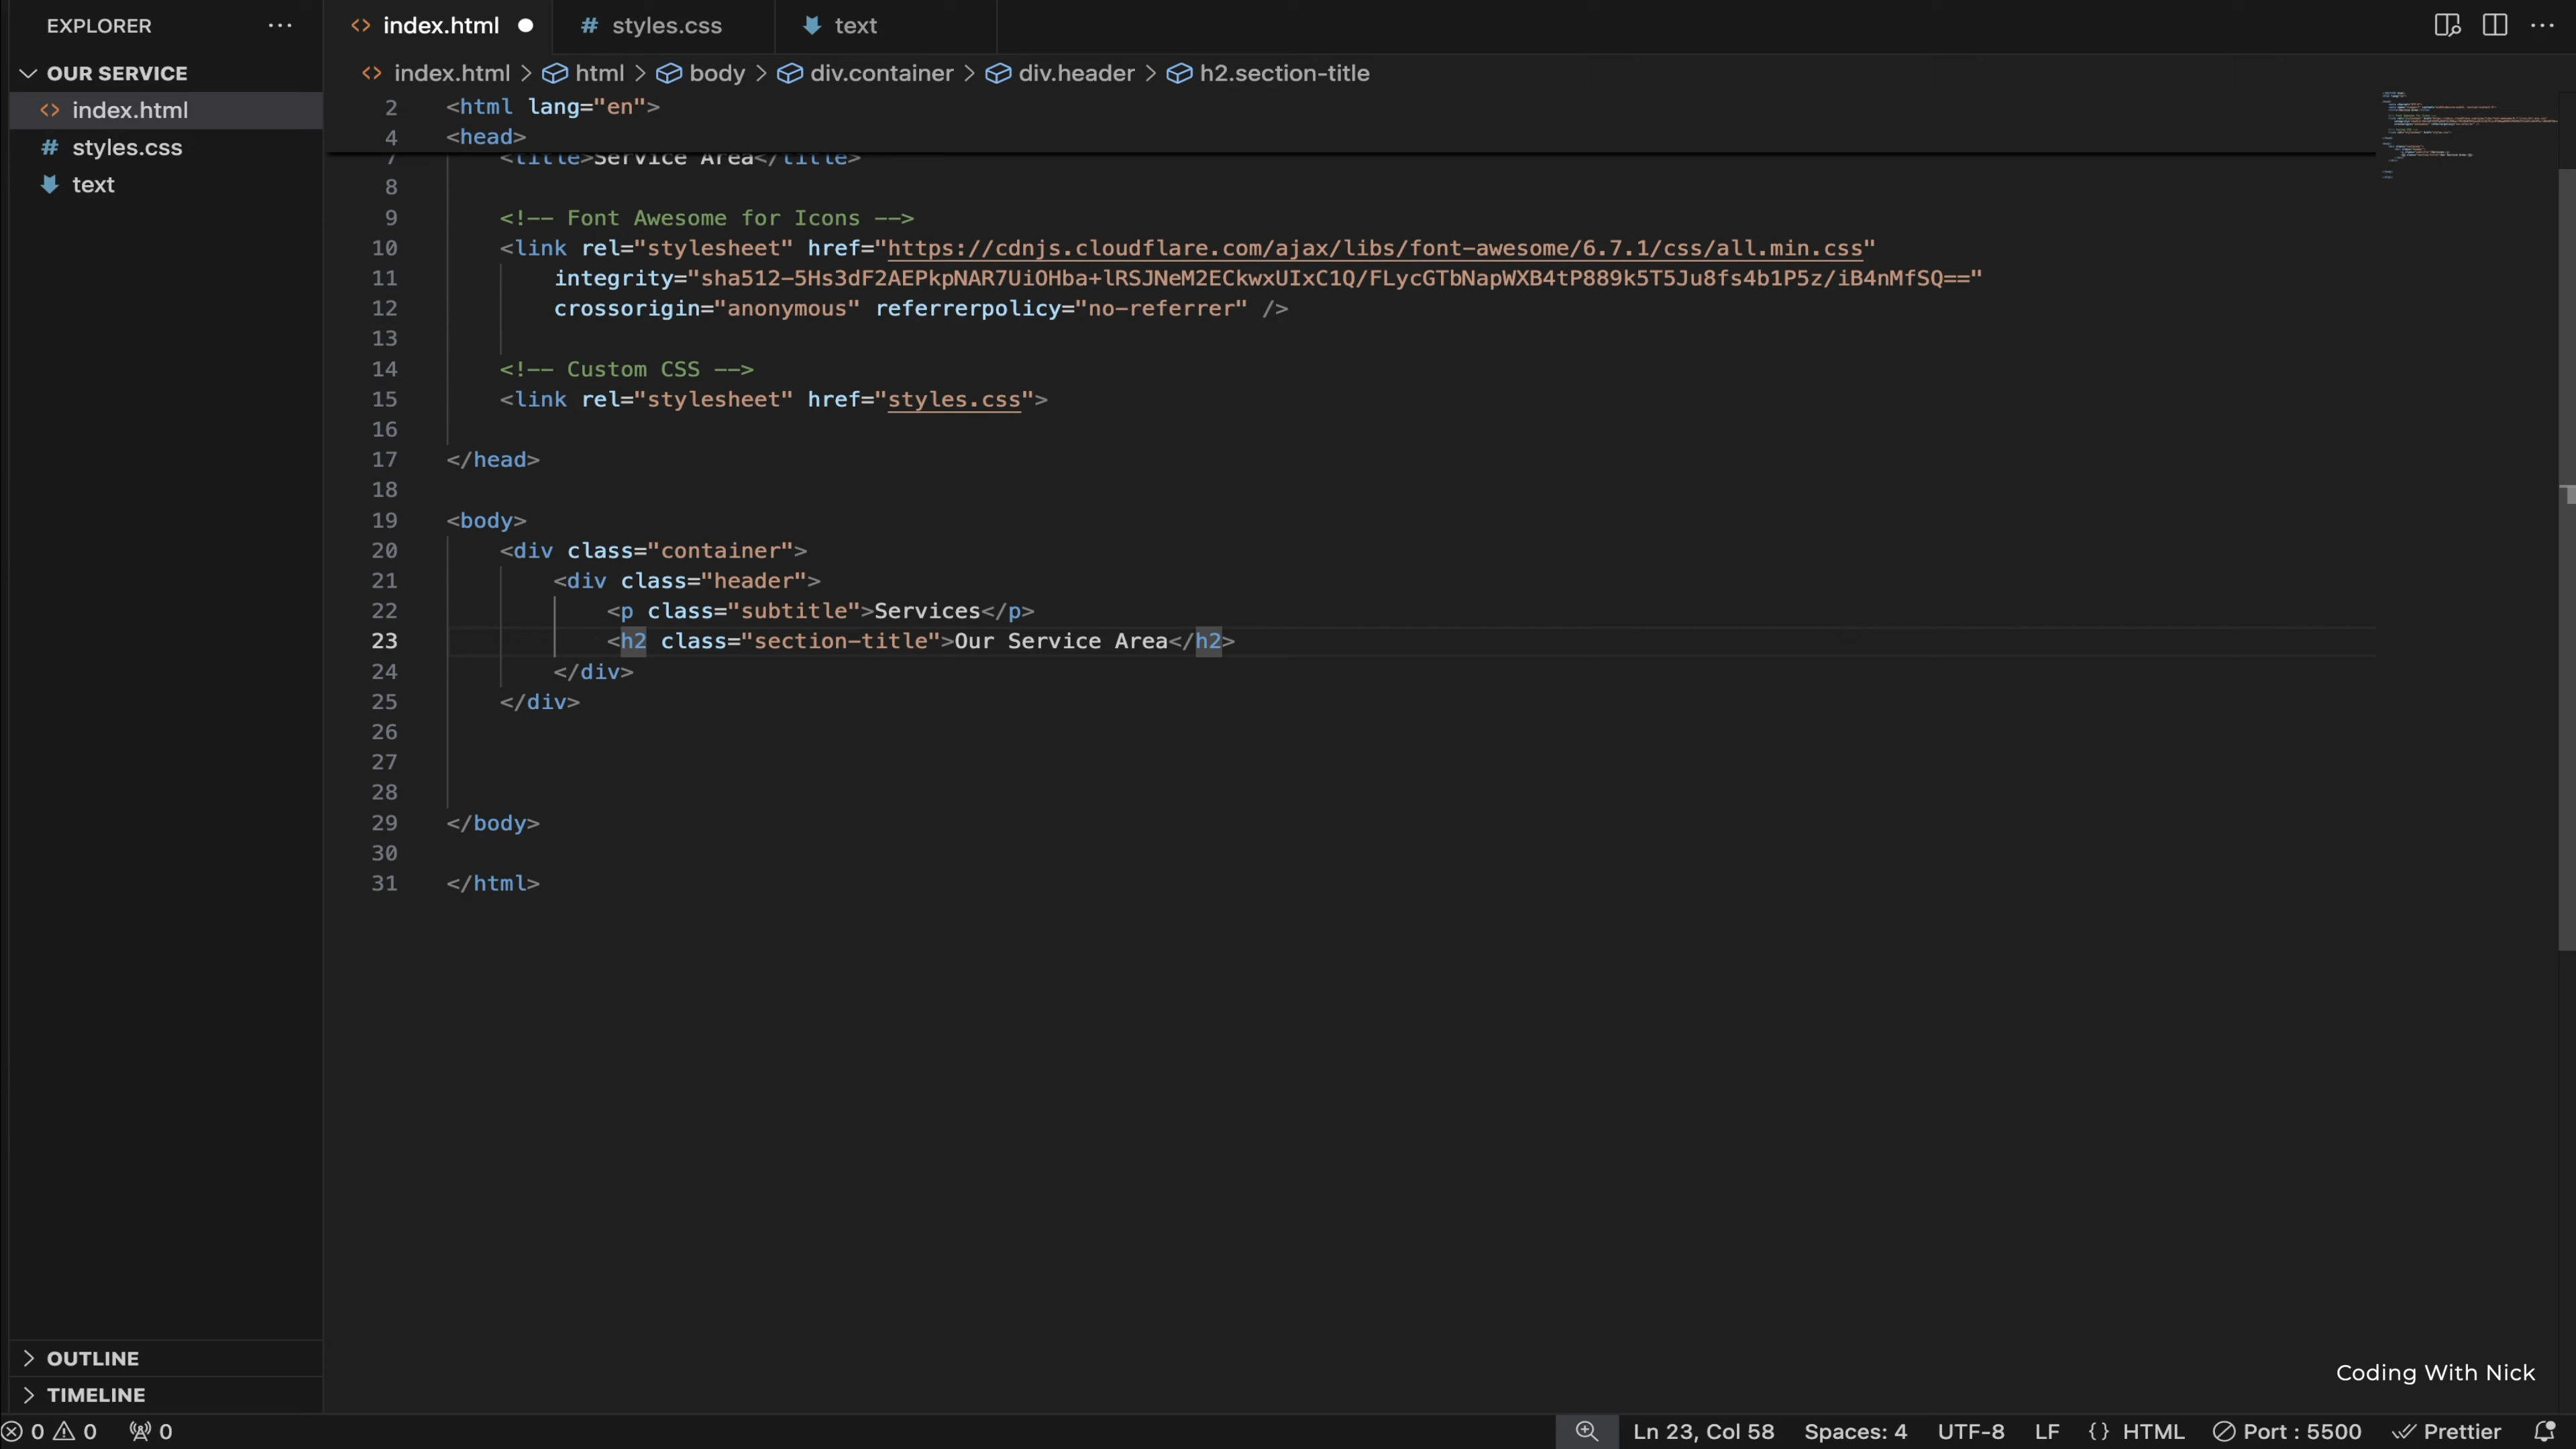 EXPLORER
OUR SERVICE
index.html
styles.css
text
OUTLINE
TIMELINE
index.html styles.css text
index.html > html > body > div.container > div.header > h2.section-title
2 <html lang="en">
4 <head>
7 <title>Service Area</title>
8
9 <!-- Font Awesome for Icons -->
10 <link rel="stylesheet" href="https://cdnjs.cloudflare.com/ajax/libs/font-awesome/6.7.1/css/all.min.css"
11 integrity="sha512-5Hs3dF2AEPkpNAR7UiOHba+lRSJNeM2ECkwxUIxC1Q/FLycGTbNapWXB4tP889k5T5Ju8fs4b1P5z/iB4nMfSQ=="
12 crossorigin="anonymous" referrerpolicy="no-referrer" />
13
14 <!-- Custom CSS -->
15 <link rel="stylesheet" href="styles.css">
16
17 </head>
18
19 <body>
20 <div class="container">
21 <div class="header">
22 <p class="subtitle">Services</p>
23 <h2 class="section-title">Our Service Area</h2>
24 </div>
25 </div>
26
27
28
29 </body>
30
31 </html>
Coding With Nick
0 0 0 Ln 23, Col 58 Spaces: 4 UTF-8 LF {} HTML Port : 5500 Prettier